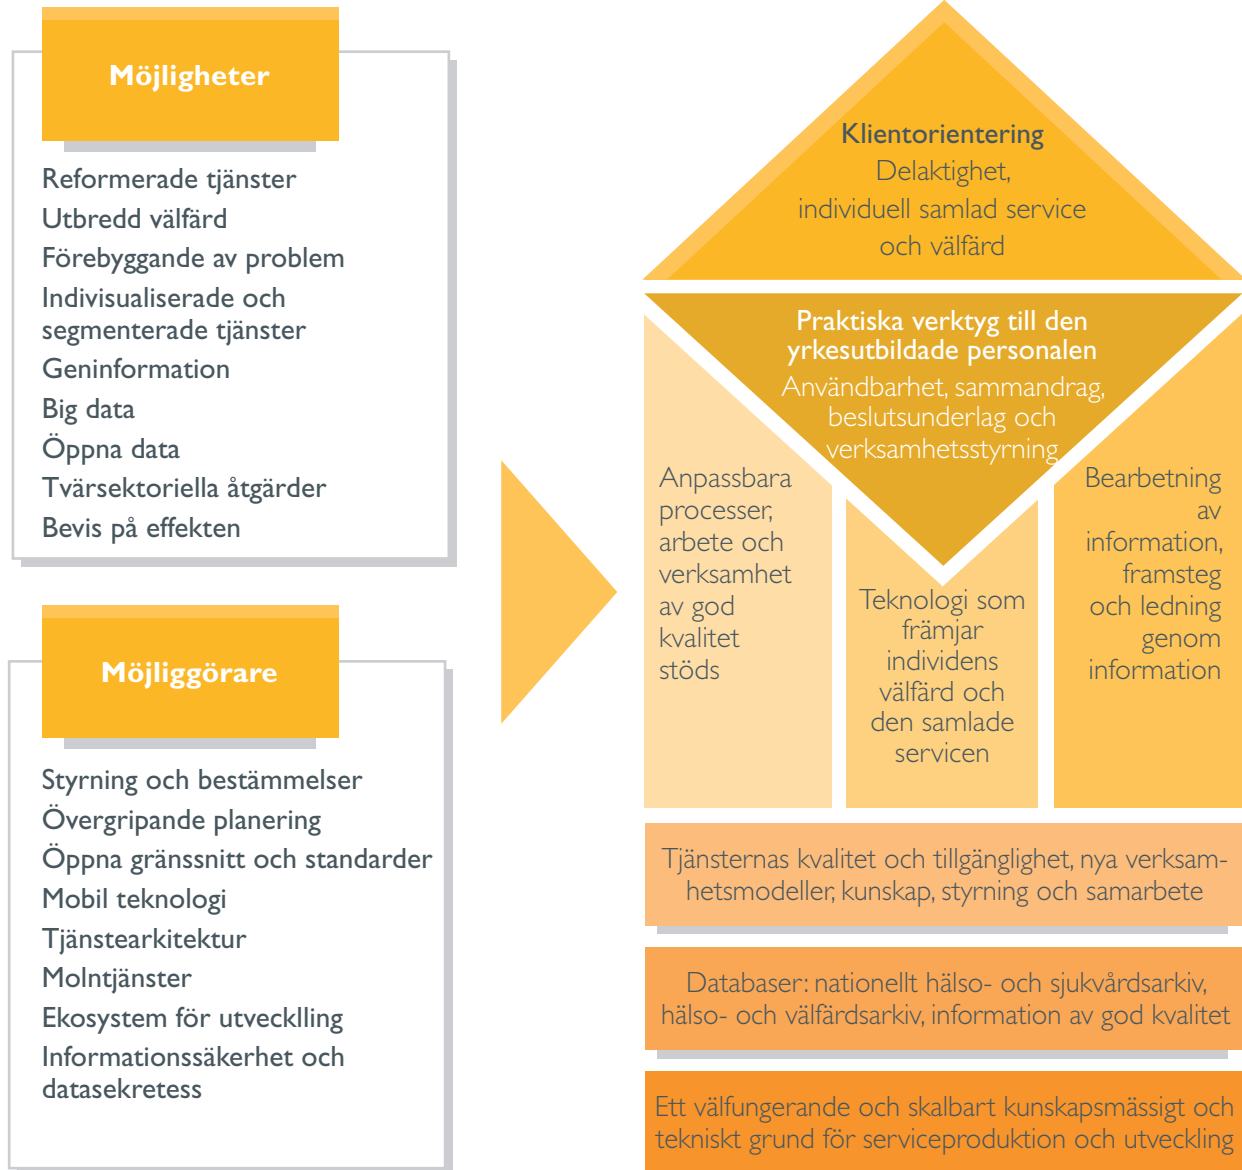 Möjligheter
Reformerade tjänster
Utbredd välfärd
Förebyggande av problem
Indivisualiserade och
segmenterade tjänster
Geninformation
Big data
Öppna data
Tvärsektoriella åtgärder
Bevis på effekten
Möjliggörare
Styrning och bestämmelser
Övergripande planering
Öppna gränssnitt och standarder
Mobil teknologi
Tjänstearkitektur
Molntjänster
Ekosystem för utvecklling
Informationssäkerhet och
datasekretess
Klientorientering
Delaktighet,
individuell samlad service
och välfärd
Praktiska verktyg till den
yrkesutbildade personalen
Användbarhet, sammandrag,
beslutsunderlag och
verksamhetsstyrning
Anpassbara
processer,
arbete och
verksamhet
av god
kvalitet
stöds
Teknologi som
främjar
individens
välfärd och
den samlade
servicen
Bearbetning
av
information,
framsteg
och ledning
genom
information
Tjänsternas kvalitet och tillgänglighet, nya verksam-
hetsmodeller, kunskap, styrning och samarbete
Databaser: nationellt hälso- och sjukvårdsarkiv,
hälso- och välfärdsarkiv, information av god kvalitet
Ett välfungerande och skalbart kunskapsmässigt och
tekniskt grund för serviceproduktion och utveckling